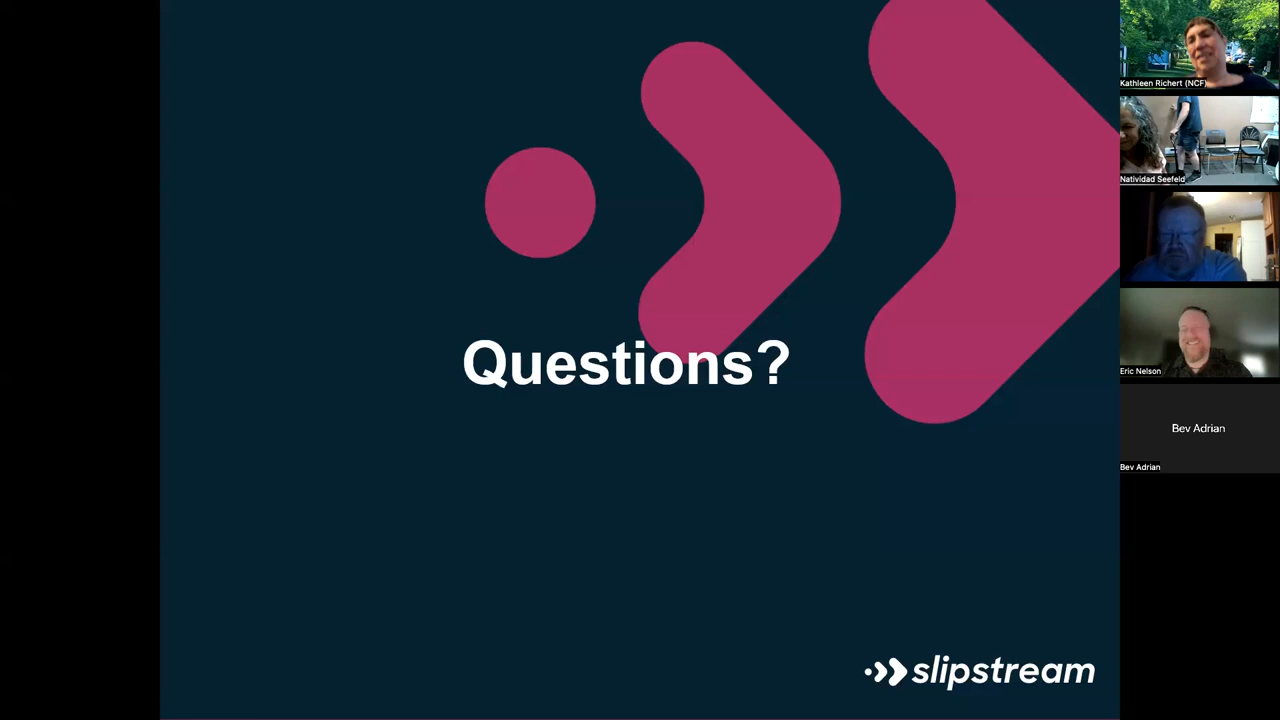 Questions?
slipstream
Kathleen Richert (NCF)
Natividad Seefeld
Eric Nelson
Bev Adrian
Bev Adrian